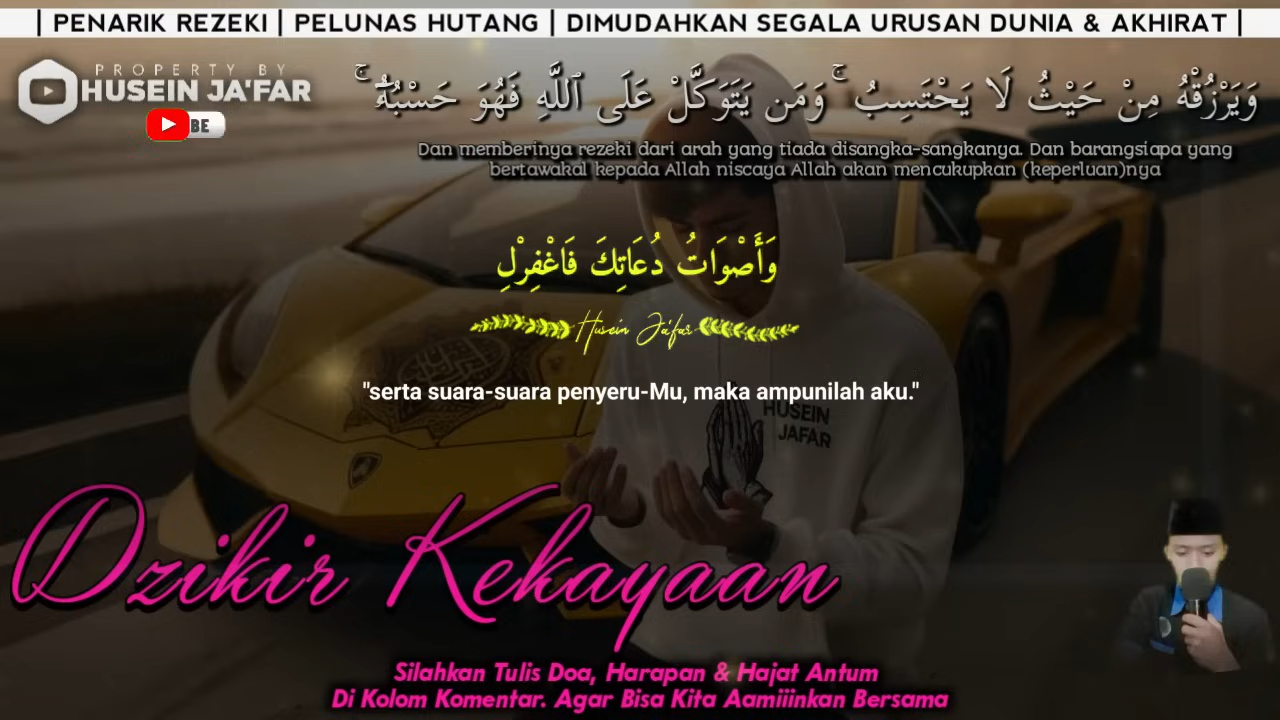 | PENARIK REZEKI | PELUNAS HUTANG | DIMUDAHKAN SEGALA URUSAN DUNIA & AKHIRAT |
PROPERTY BY
HUSEIN JA'FAR
BE
وَيَرْزُقْهُ مِنْ حَيْثُ لَا يَحْتَسِبُ ۚ وَمَن يَتَوَكَّلْ عَلَى ٱللَّهِ فَهُوَ حَسْبُهُۥٓ ۚ
Dan memberinya rezeki dari arah yang tiada disangka-sangkanya. Dan barangsiapa yang
bertawakal kepada Allah niscaya Allah akan mencukupkan (keperluan)nya
وَأَصْوَاتُ دُعَاتِكَ فَاغْفِرْلِ
Husein Ja'far
"serta suara-suara penyeru-Mu, maka ampunilah aku."
HUSEIN
JAFAR
Dzikir Kekayaan
Silahkan Tulis Doa, Harapan & Hajat Antum
Di Kolom Komentar. Agar Bisa Kita Aamiiinkan Bersama